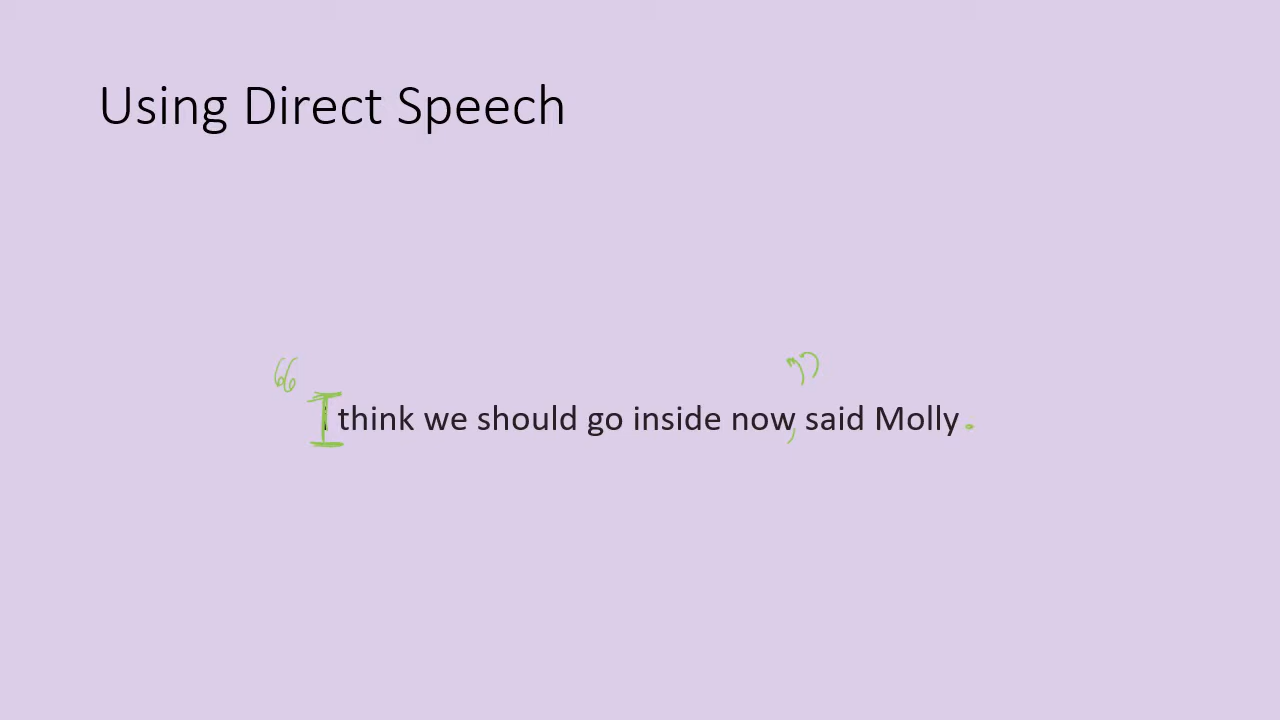 Using Direct Speech
“I think we should go inside now,” said Molly.